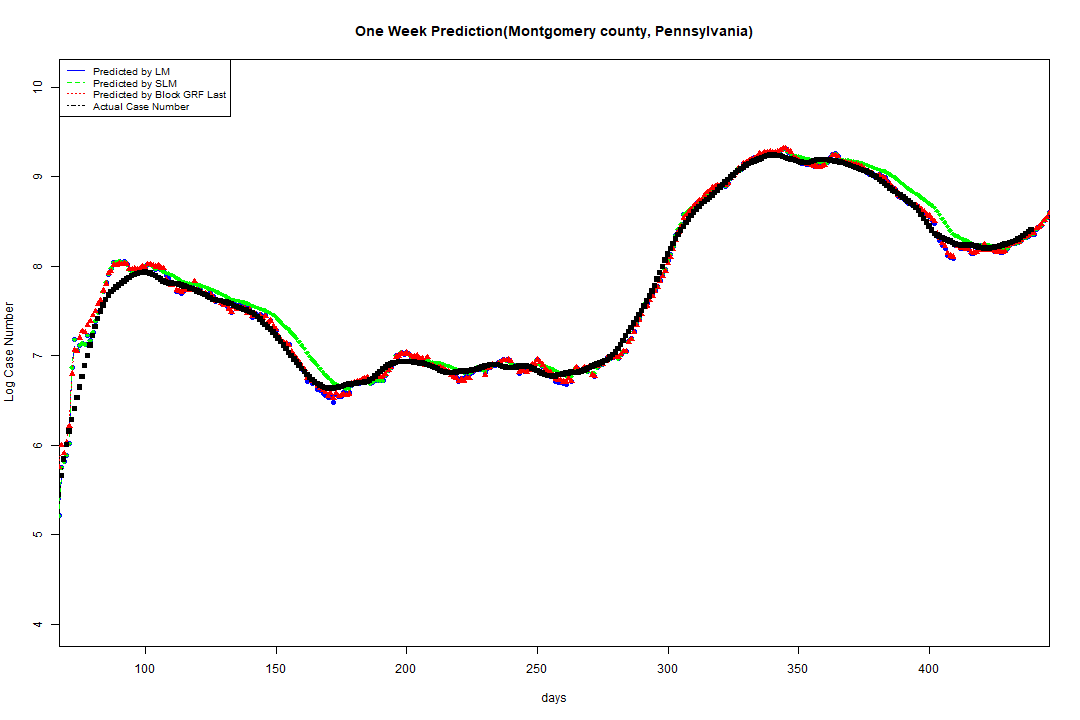 One Week Prediction(Montgomery county, Pennsylvania)
Predicted by LM
Predicted by SLM
Predicted by Block GRF Last
Actual Case Number
Log Case Number
10
9
8
7
6
5
4
100 150 200 250 300 350 400
days